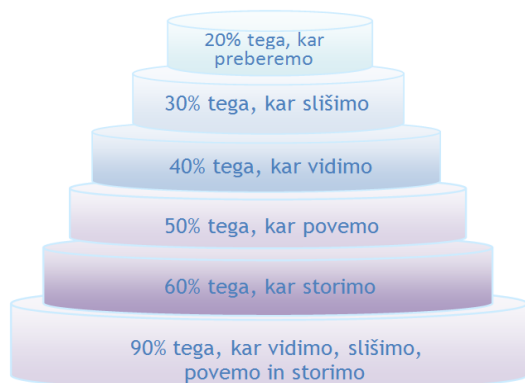 20% tega, kar
preberemo
30% tega, kar slišimo
40% tega, kar vidimo
50% tega, kar povemo
60% tega, kar storimo
90% tega, kar vidimo, slišimo,
povemo in storimo